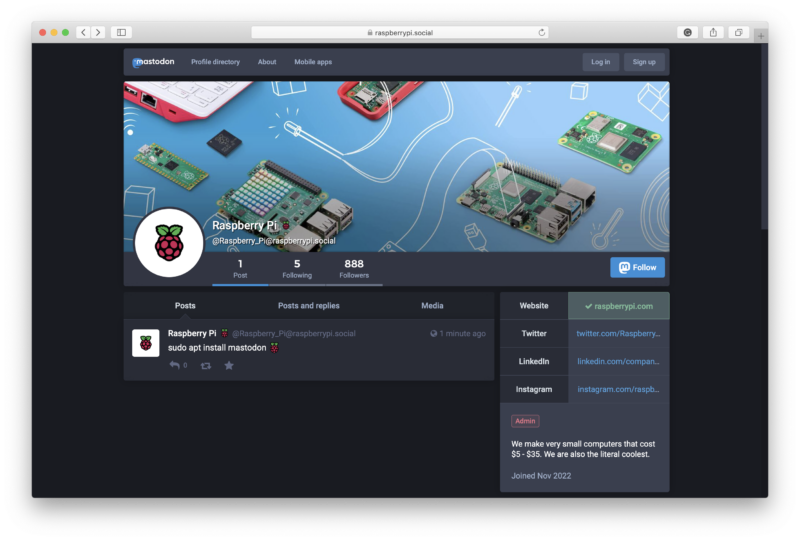 raspberrypi.social
mastodon
Profile directory
About
Mobile apps
Log in
Sign up
Raspberry Pi
@Raspberry_Pi@raspberrypi.social
1
Post
5
Following
888
Followers
Follow
Posts
Posts and replies
Media
Raspberry Pi @Raspberry_Pi@raspberrypi.social
1 minute ago
sudo apt install mastodon
0
Website
raspberrypi.com
Twitter
twitter.com/Raspberry...
LinkedIn
linkedin.com/compan...
Instagram
instagram.com/raspb...
Admin
We make very small computers that cost
$5 - $35. We are also the literal coolest.
Joined Nov 2022